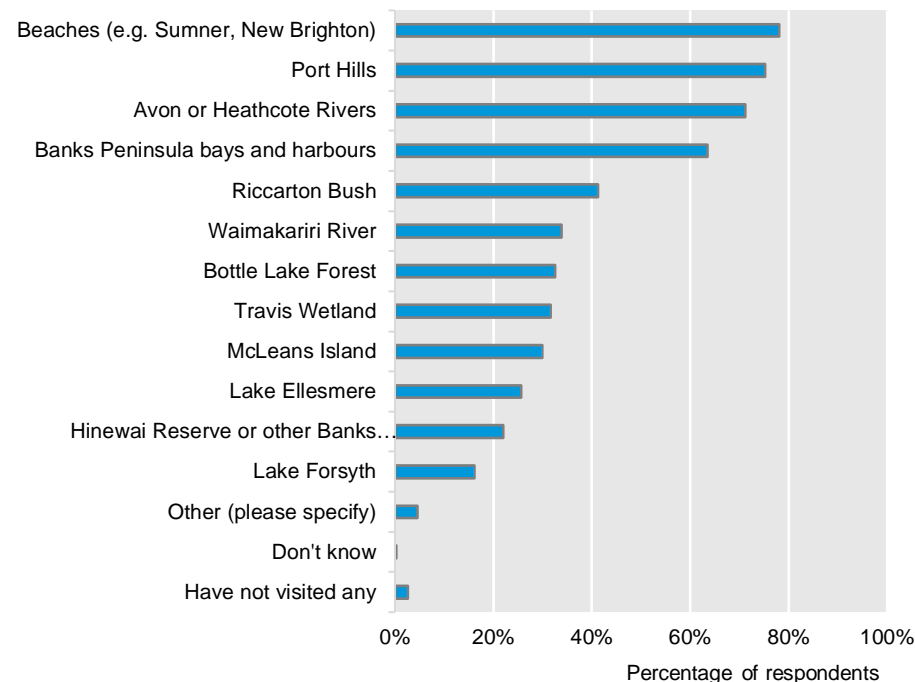 Beaches (e.g. Sumner, New Brighton)
Port Hills
Avon or Heathcote Rivers
Banks Peninsula bays and harbours
Riccarton Bush
Waimakariri River
Bottle Lake Forest
Travis Wetland
McLeans Island
Lake Ellesmere
Hinewai Reserve or other Banks…
Lake Forsyth
Other (please specify)
Don't know
Have not visited any
0% 20% 40% 60% 80% 100%
Percentage of respondents